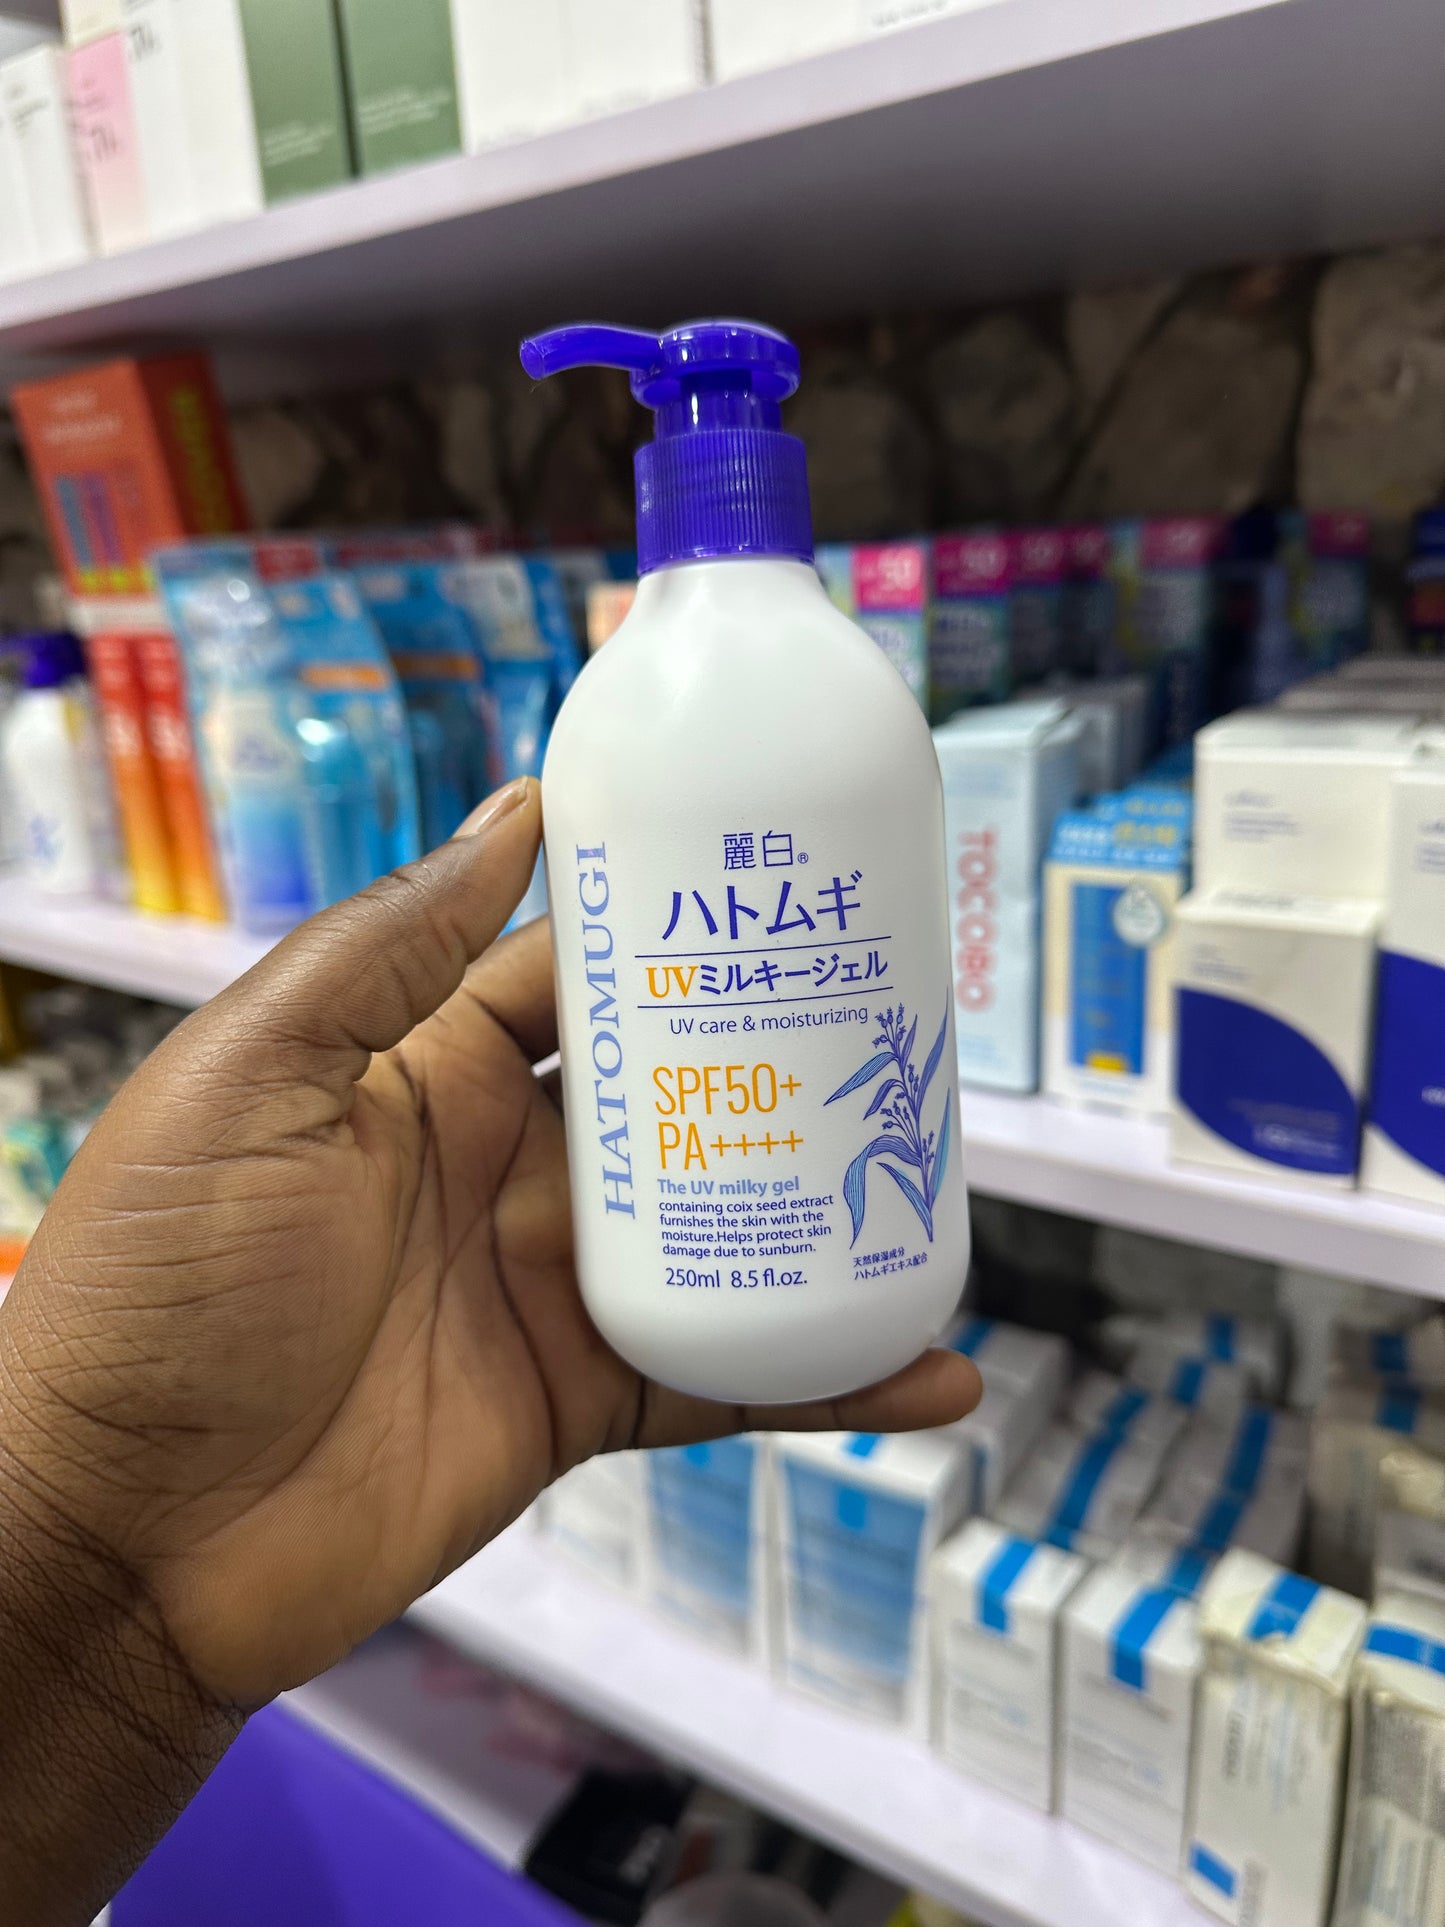 麗白®
ハトムギ
UVミルキージェル
UV care & moisturizing
HATOMUGI
SPF50+
PA++++
The UV milky gel
containing coix seed extract
furnishes the skin with the
moisture.Helps protect skin
damage due to sunburn.
250ml 8.5 fl.oz.
天然保湿成分
ハトムギエキス配合
TOCOBO